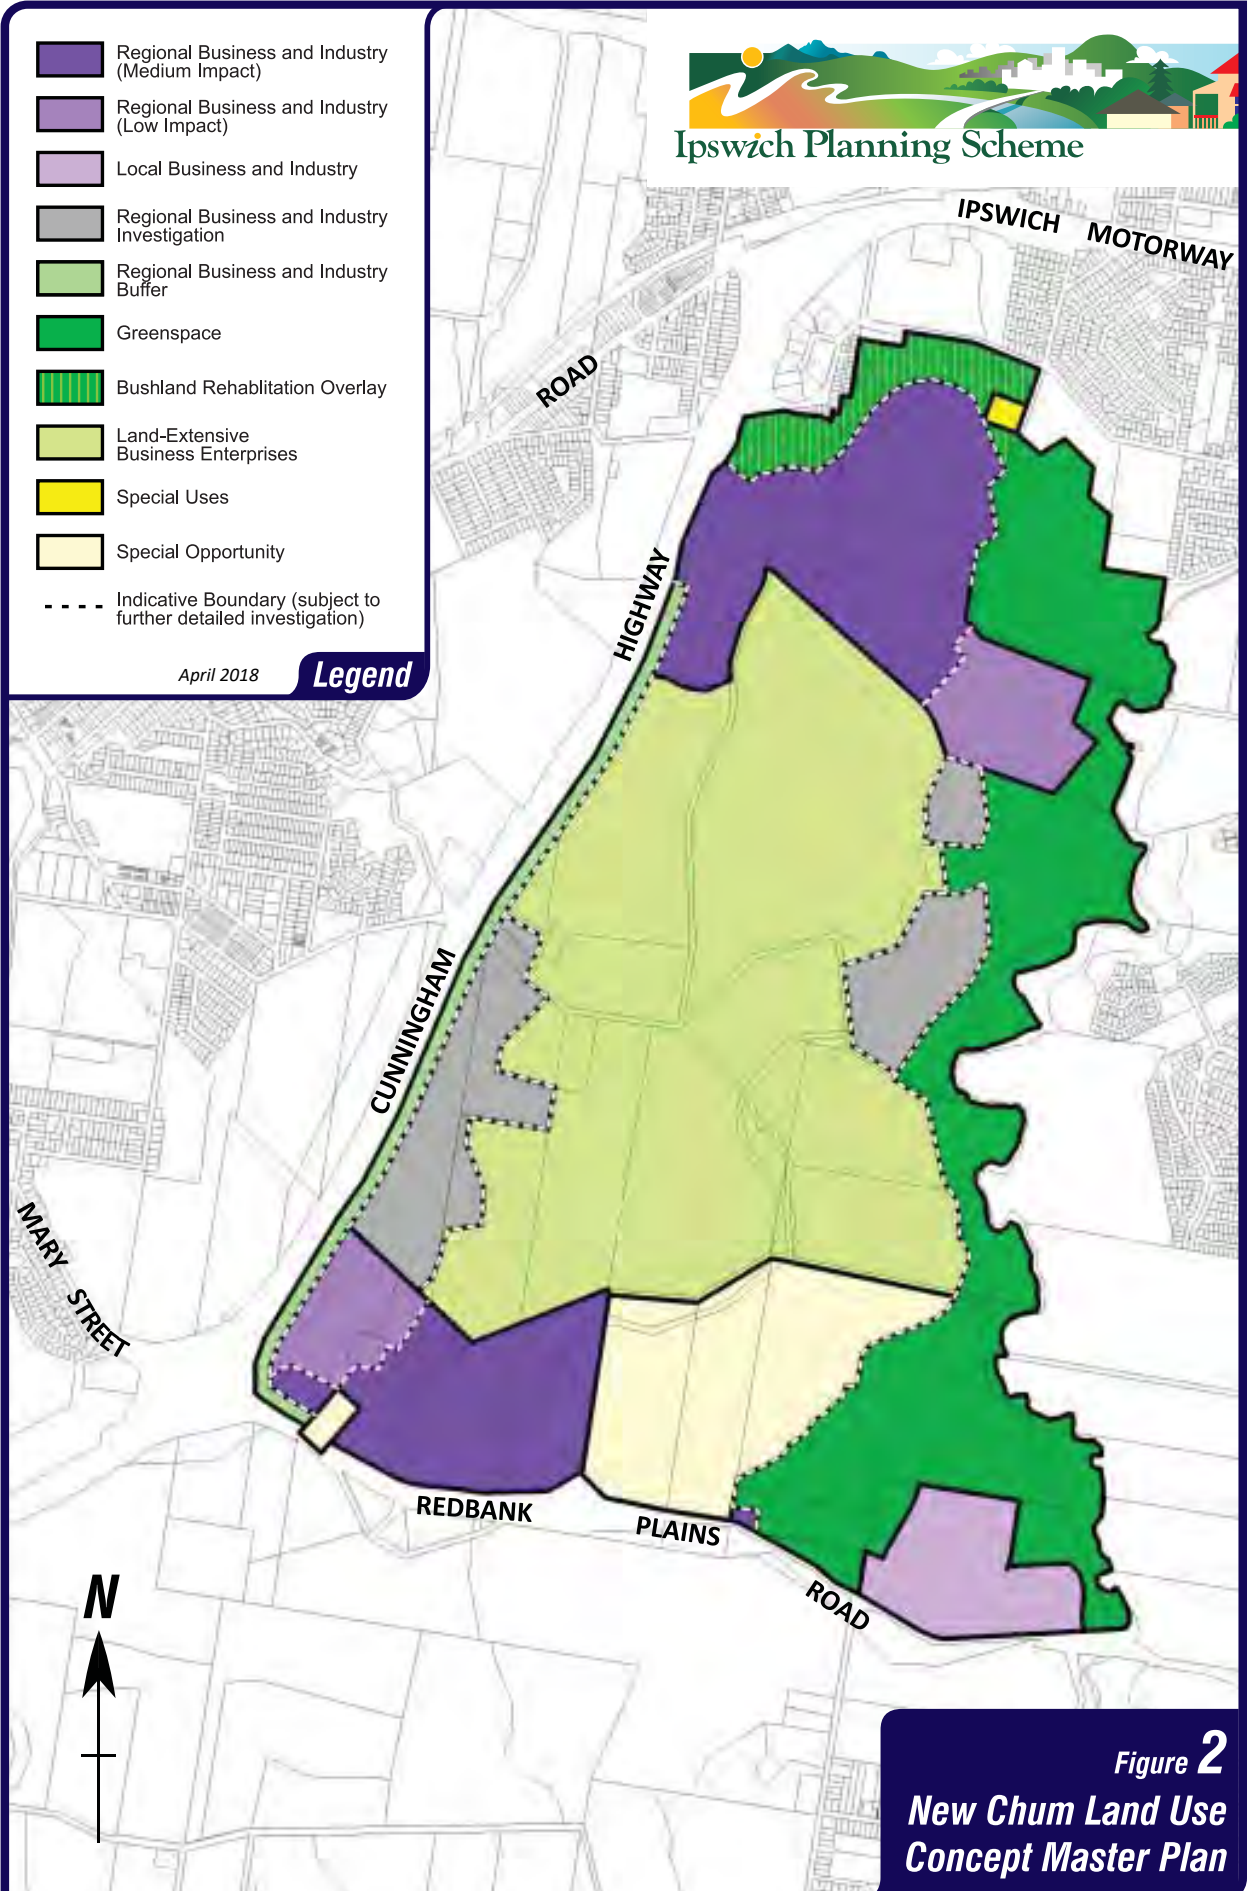 Regional Business and Industry
(Medium Impact)
Regional Business and Industry
(Low Impact)
Local Business and Industry
Regional Business and Industry
Investigation
Regional Business and Industry
Buffer
Greenspace
Bushland Rehablitation Overlay
Land-Extensive
Business Enterprises
Special Uses
Special Opportunity
Indicative Boundary (subject to
further detailed investigation)
April 2018
Legend
Ipswich Planning Scheme
IPSWICH MOTORWAY
ROAD
HIGHWAY
CUNNINGHAM
MARY STREET
REDBANK PLAINS ROAD
N
Figure 2
New Chum Land Use
Concept Master Plan